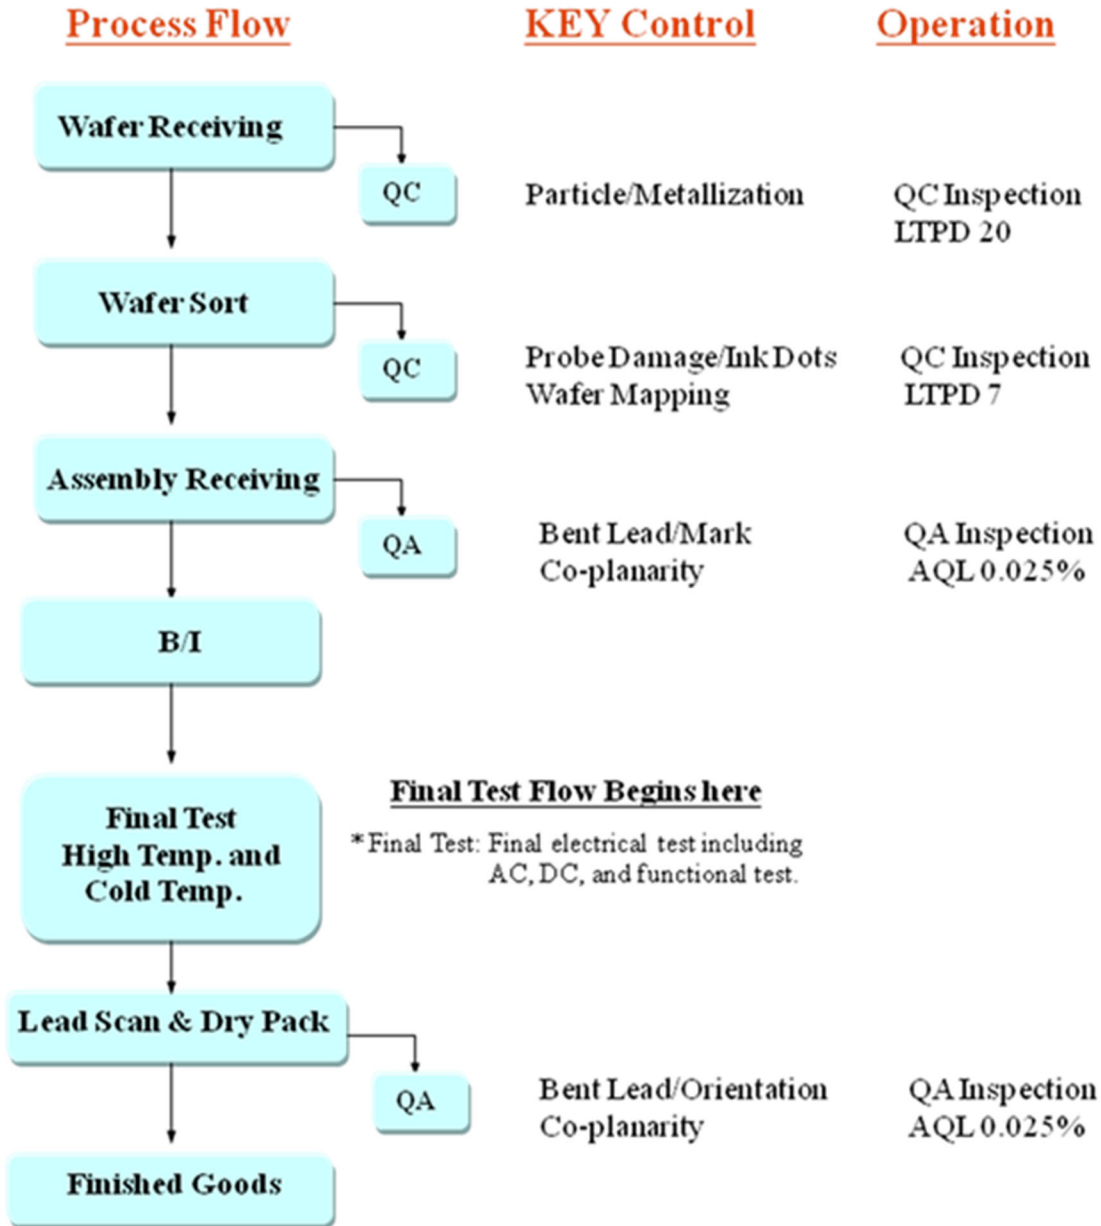 Process Flow
KEY Control
Operation
Wafer Receiving
QC
Particle/Metallization
QC Inspection
LTPD 20
Wafer Sort
QC
Probe Damage/Ink Dots
Wafer Mapping
QC Inspection
LTPD 7
Assembly Receiving
QA
Bent Lead/Mark
Co-planarity
QA Inspection
AQL 0.025%
B/I
Final Test
High Temp. and
Cold Temp.
Final Test Flow Begins here
*Final Test: Final electrical test including
AC, DC, and functional test.
Lead Scan & Dry Pack
QA
Bent Lead/Orientation
Co-planarity
QA Inspection
AQL 0.025%
Finished Goods